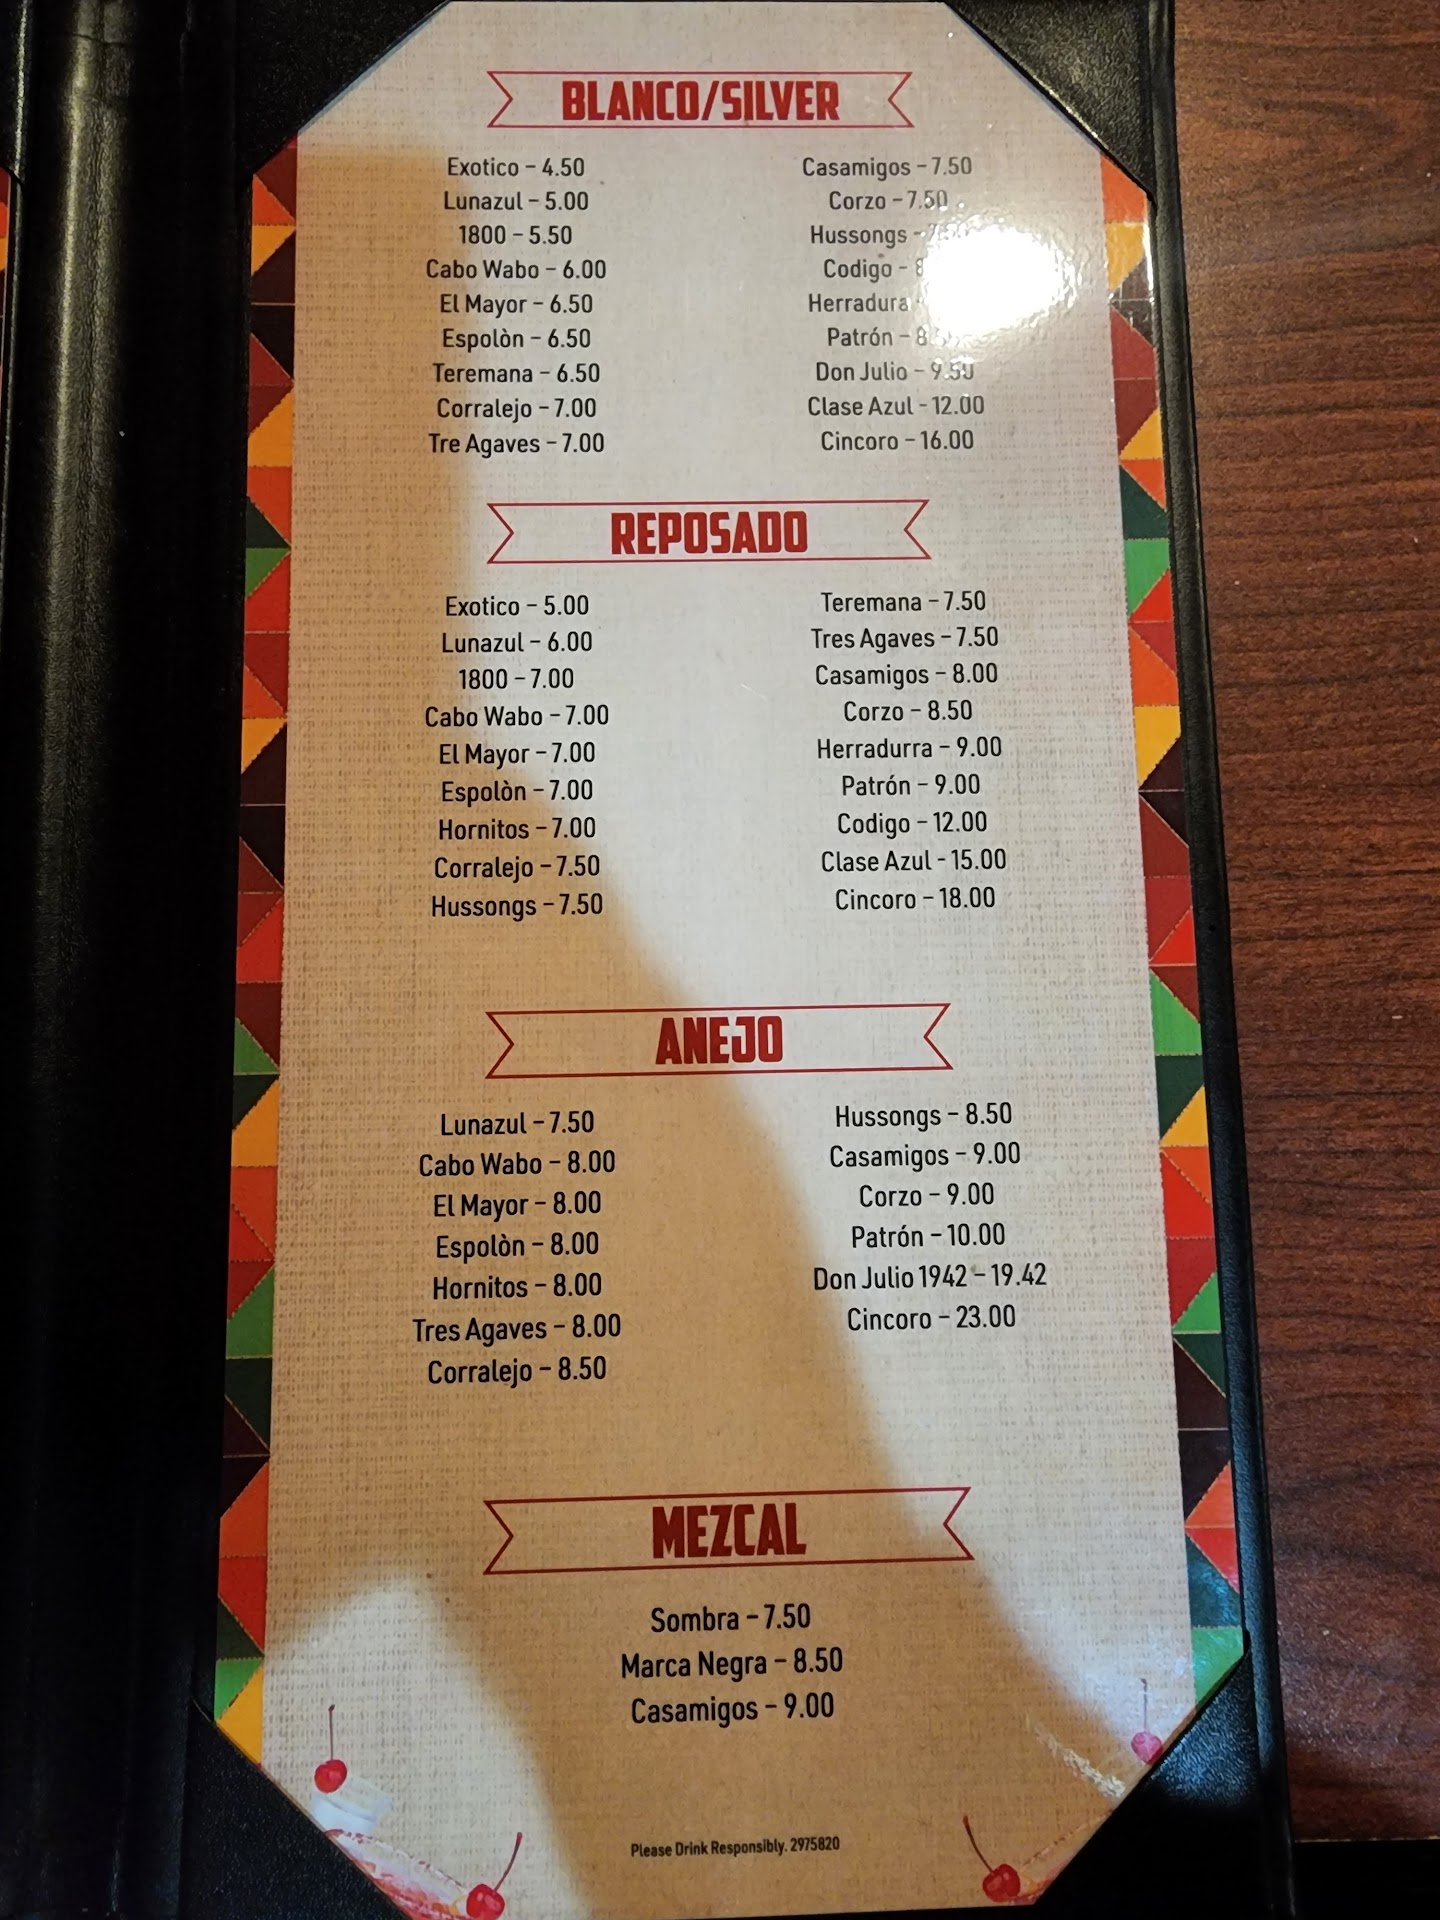 BLANCO/SILVER
Exotico – 4.50
Lunazul – 5.00
1800 – 5.50
Cabo Wabo – 6.00
El Mayor – 6.50
Espolòn – 6.50
Teremana – 6.50
Corralejo – 7.00
Tre Agaves – 7.00
Casamigos – 7.50
Corzo – 7.50
Hussongs –
Codigo –
Herradura
Patrón –
Don Julio – 9.50
Clase Azul - 12.00
Cincoro – 16.00
REPOSADO
Exotico – 5.00
Lunazul – 6.00
1800 – 7.00
Cabo Wabo – 7.00
El Mayor – 7.00
Espolòn – 7.00
Hornitos – 7.00
Corralejo – 7.50
Hussongs – 7.50
Teremana – 7.50
Tres Agaves – 7.50
Casamigos – 8.00
Corzo – 8.50
Herradurra – 9.00
Patrón – 9.00
Codigo – 12.00
Clase Azul - 15.00
Cincoro – 18.00
ANEJO
Lunazul – 7.50
Cabo Wabo – 8.00
El Mayor – 8.00
Espolòn – 8.00
Hornitos – 8.00
Tres Agaves – 8.00
Corralejo – 8.50
Hussongs – 8.50
Casamigos – 9.00
Corzo – 9.00
Patrón – 10.00
Don Julio 1942 – 19.42
Cincoro – 23.00
MEZCAL
Sombra – 7.50
Marca Negra – 8.50
Casamigos – 9.00
Please Drink Responsibly. 2975820